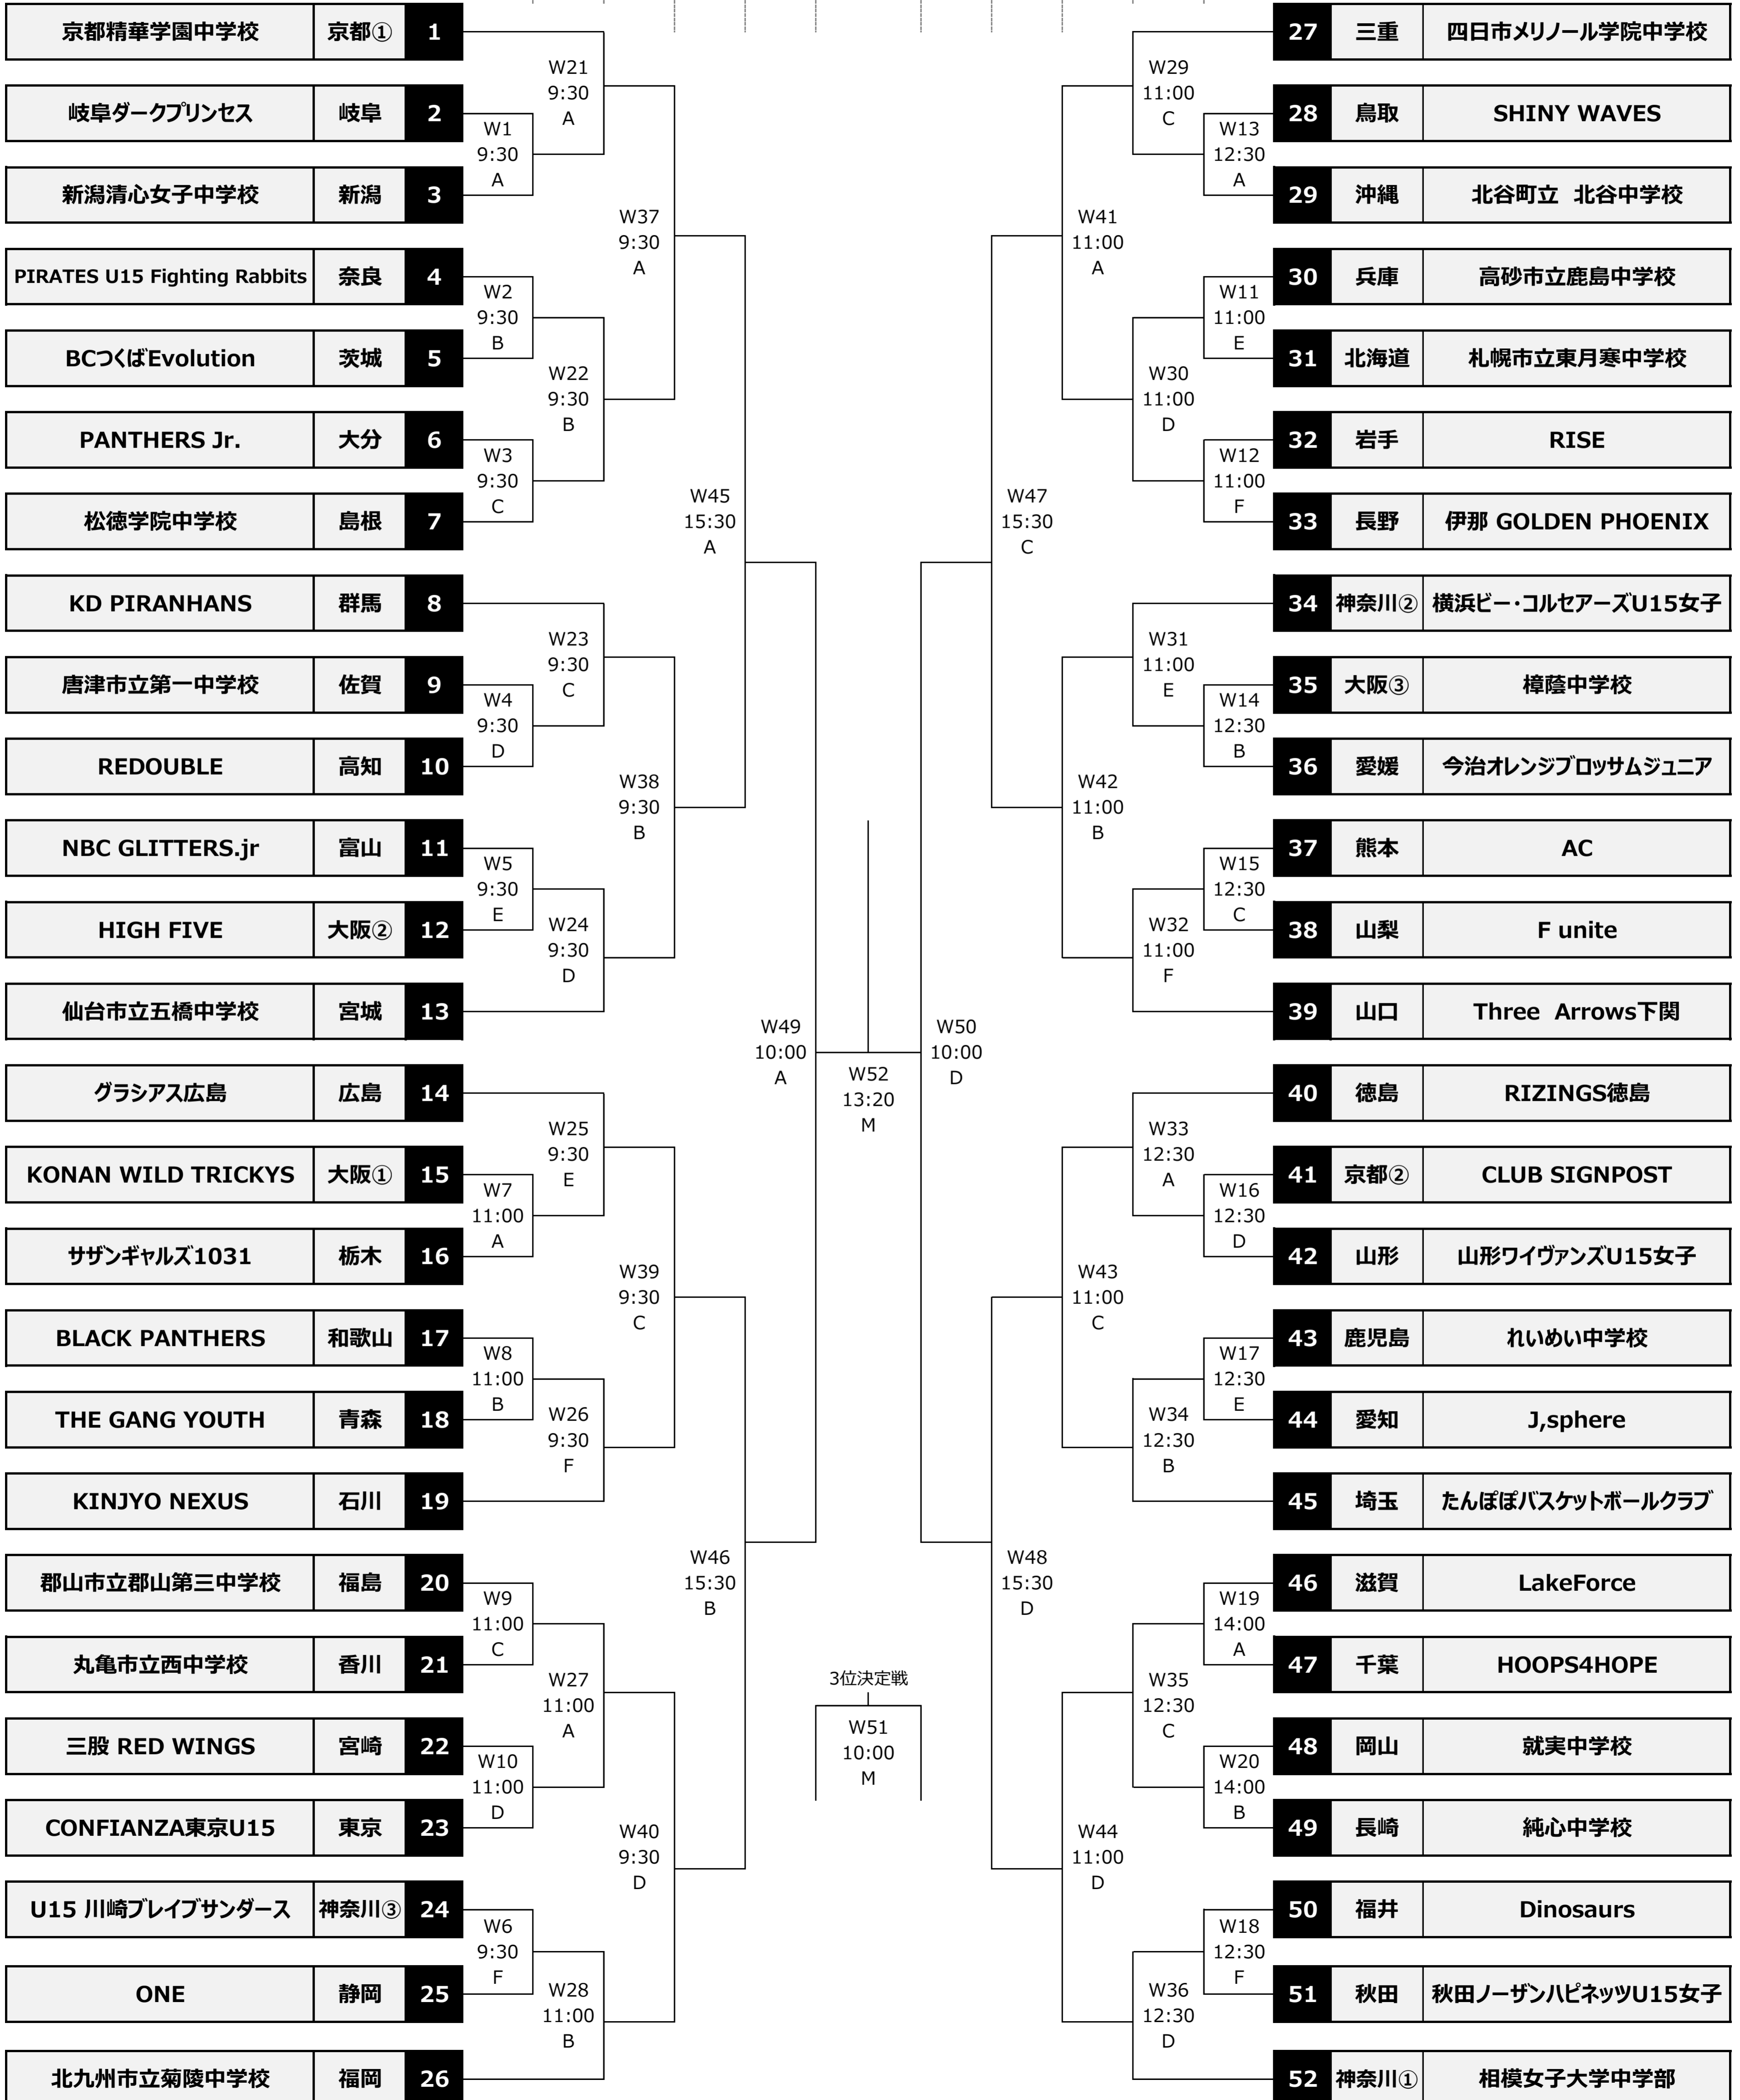 京都精華学園中学校 京都① 1
岐阜ダークプリンセス 岐阜 2
新潟清心女子中学校 新潟 3
PIRATES U15 Fighting Rabbits 奈良 4
BCつくばEvolution 茨城 5
PANTHERS Jr. 大分 6
松徳学院中学校 島根 7
KD PIRANHANS 群馬 8
唐津市立第一中学校 佐賀 9
REDOUBLE 高知 10
NBC GLITTERS.jr 富山 11
HIGH FIVE 大阪② 12
仙台市立五橋中学校 宮城 13
グラシアス広島 広島 14
KONAN WILD TRICKYS 大阪① 15
サザンギャルズ1031 栃木 16
BLACK PANTHERS 和歌山 17
THE GANG YOUTH 青森 18
KINJYO NEXUS 石川 19
郡山市立郡山第三中学校 福島 20
丸亀市立西中学校 香川 21
三股 RED WINGS 宮崎 22
CONFIANZA東京U15 東京 23
U15 川崎ブレイブサンダース 神奈川③ 24
ONE 静岡 25
北九州市立菊陵中学校 福岡 26
W1
9:30
A
W2
9:30
B
W3
9:30
C
W4
9:30
D
W5
9:30
E
W7
11:00
A
W8
11:00
B
W9
11:00
C
W10
11:00
D
W6
9:30
F
W21
9:30
A
W22
9:30
B
W23
9:30
C
W24
9:30
D
W25
9:30
E
W26
9:30
F
W27
11:00
A
W28
11:00
B
W37
9:30
A
W38
9:30
B
W39
9:30
C
W40
9:30
D
W45
15:30
A
W46
15:30
B
W49
10:00
A
W52
13:20
M
3位決定戦
W51
10:00
M
W50
10:00
D
W47
15:30
C
W48
15:30
D
W41
11:00
A
W42
11:00
B
W43
11:00
C
W44
11:00
D
W29
11:00
C
W30
11:00
D
W31
11:00
E
W32
11:00
F
W33
12:30
A
W34
12:30
B
W35
12:30
C
W36
12:30
D
W13
12:30
A
W11
11:00
E
W12
11:00
F
W14
12:30
B
W15
12:30
C
W16
12:30
D
W17
12:30
E
W19
14:00
A
W20
14:00
B
W18
12:30
F
27 三重 四日市メリノール学院中学校
28 鳥取 SHINY WAVES
29 沖縄 北谷町立 北谷中学校
30 兵庫 高砂市立鹿島中学校
31 北海道 札幌市立東月寒中学校
32 岩手 RISE
33 長野 伊那 GOLDEN PHOENIX
34 神奈川② 横浜ビー・コルセアーズU15女子
35 大阪③ 樟蔭中学校
36 愛媛 今治オレンジブロッサムジュニア
37 熊本 AC
38 山梨 F unite
39 山口 Three Arrows下関
40 徳島 RIZINGS徳島
41 京都② CLUB SIGNPOST
42 山形 山形ワイヴァンズU15女子
43 鹿児島 れいめい中学校
44 愛知 J,sphere
45 埼玉 たんぽぽバスケットボールクラブ
46 滋賀 LakeForce
47 千葉 HOOPS4HOPE
48 岡山 就実中学校
49 長崎 純心中学校
50 福井 Dinosaurs
51 秋田 秋田ノーザンハピネッツU15女子
52 神奈川① 相模女子大学中学部